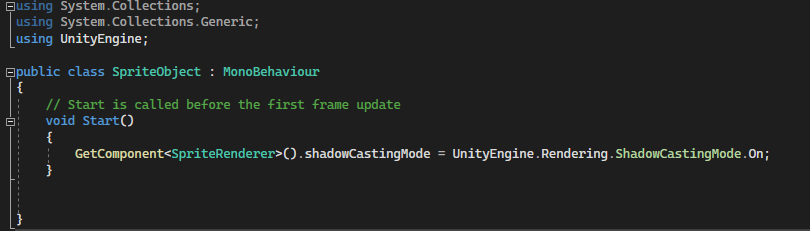 using System.Collections;
using System.Collections.Generic;
using UnityEngine;
public class SpriteObject : MonoBehaviour
{
// Start is called before the first frame update
void Start()
{
GetComponent<SpriteRenderer>().shadowCastingMode = UnityEngine.Rendering.ShadowCastingMode.On;
}
}